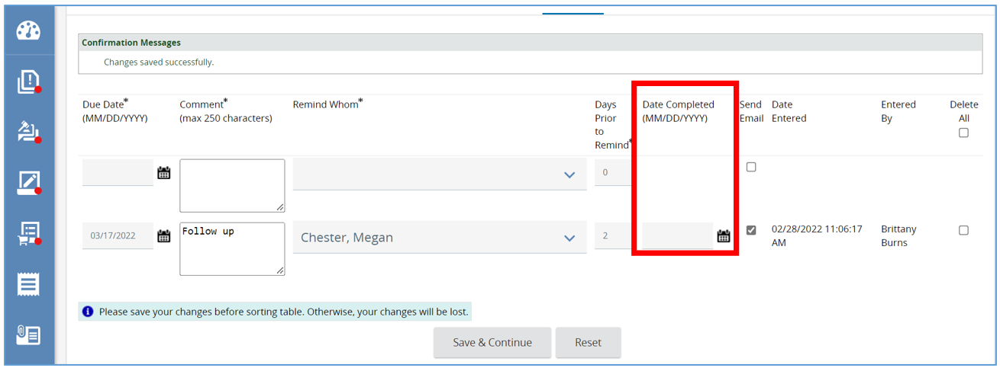 Confirmation Messages
Changes saved successfully.
Due Date*
(MM/DD/YYYY)
Comment*
(max 250 characters)
Remind Whom*
Days
Prior
to
Remind*
Date Completed
(MM/DD/YYYY)
Send
Email
Date
Entered
Entered
By
Delete
All
0
03/17/2022
Follow up
Chester, Megan
2
02/28/2022 11:06:17
AM
Brittany
Burns
Please save your changes before sorting table. Otherwise, your changes will be lost.
Save & Continue
Reset